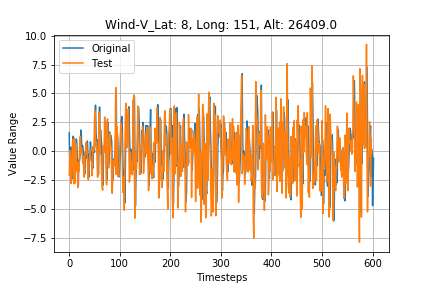 Wind-V_Lat: 8, Long: 151, Alt: 26409.0
10.0
7.5
5.0
2.5
0.0
−2.5
−5.0
−7.5
Value Range
Original
Test
0 100 200 300 400 500 600
Timesteps